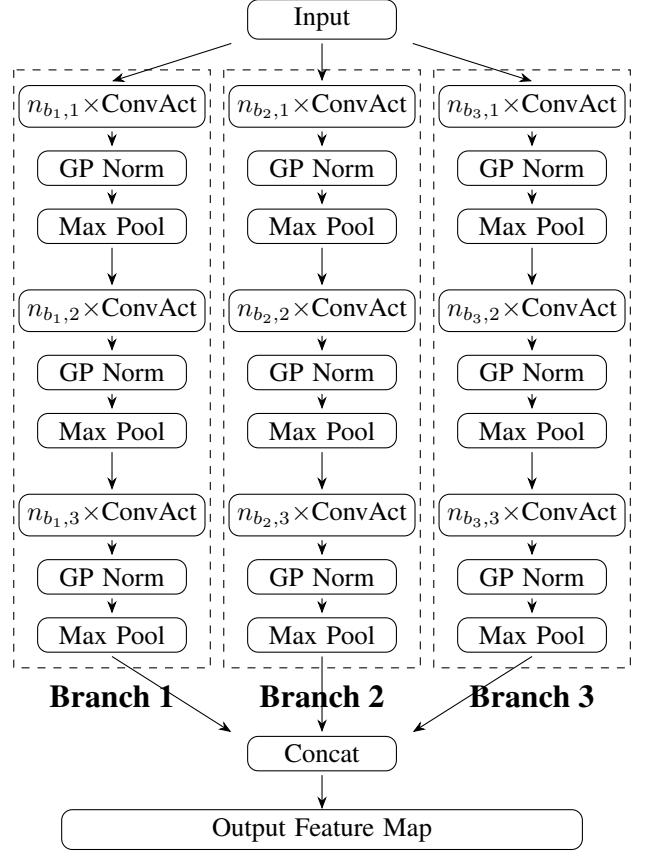 Input
n_{b_1,1}×ConvAct n_{b_2,1}×ConvAct n_{b_3,1}×ConvAct
GP Norm GP Norm GP Norm
Max Pool Max Pool Max Pool
n_{b_1,2}×ConvAct n_{b_2,2}×ConvAct n_{b_3,2}×ConvAct
GP Norm GP Norm GP Norm
Max Pool Max Pool Max Pool
n_{b_1,3}×ConvAct n_{b_2,3}×ConvAct n_{b_3,3}×ConvAct
GP Norm GP Norm GP Norm
Max Pool Max Pool Max Pool
Branch 1 Branch 2 Branch 3
Concat
Output Feature Map